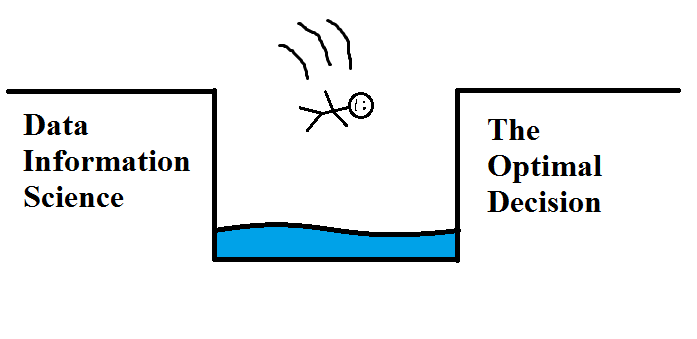 Data
Information
Science
The
Optimal
Decision